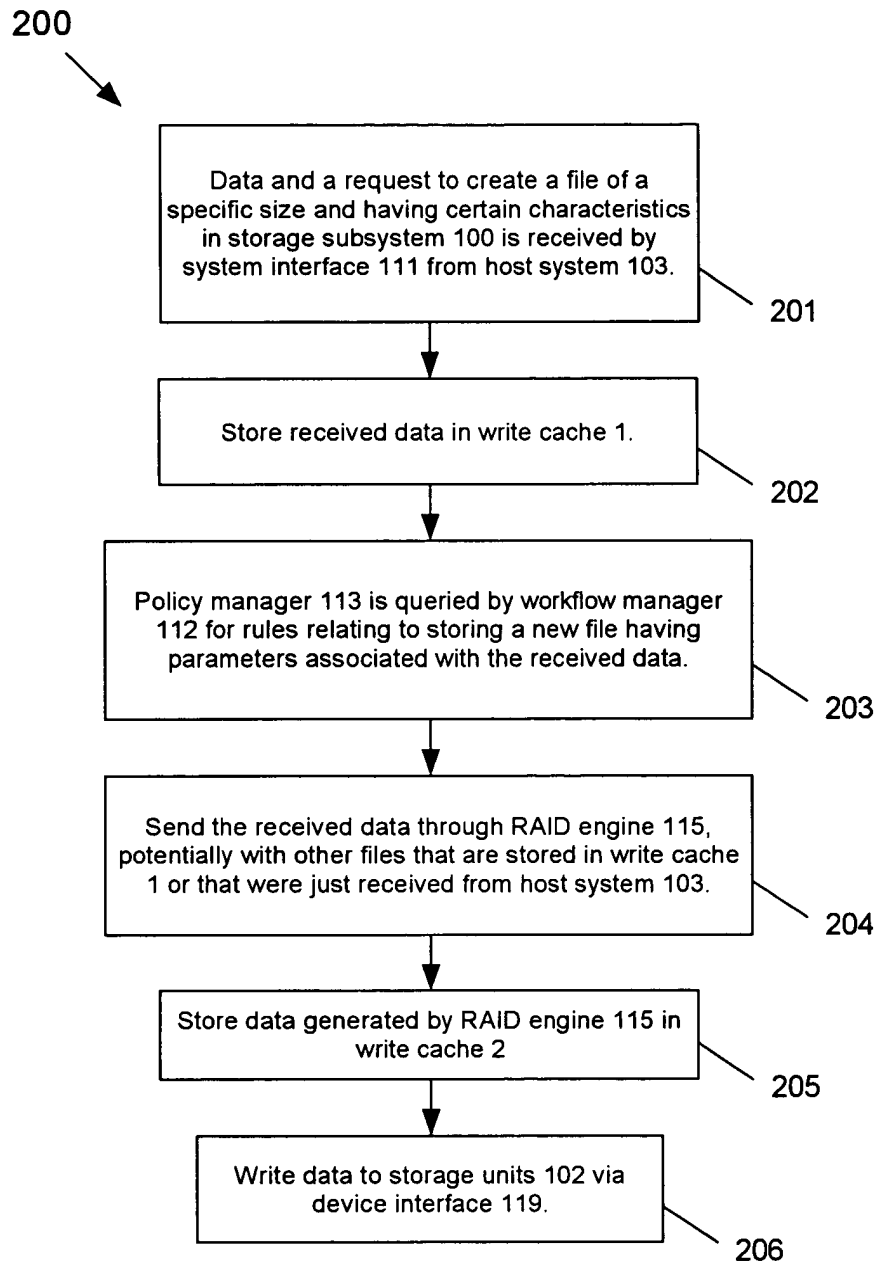 200
Data and a request to create a file of a
specific size and having certain characteristics
in storage subsystem 100 is received by
system interface 111 from host system 103.
201
Store received data in write cache 1.
202
Policy manager 113 is queried by workflow manager
112 for rules relating to storing a new file having
parameters associated with the received data.
203
Send the received data through RAID engine 115,
potentially with other files that are stored in write cache
1 or that were just received from host system 103.
204
Store data generated by RAID engine 115 in
write cache 2
205
Write data to storage units 102 via
device interface 119.
206